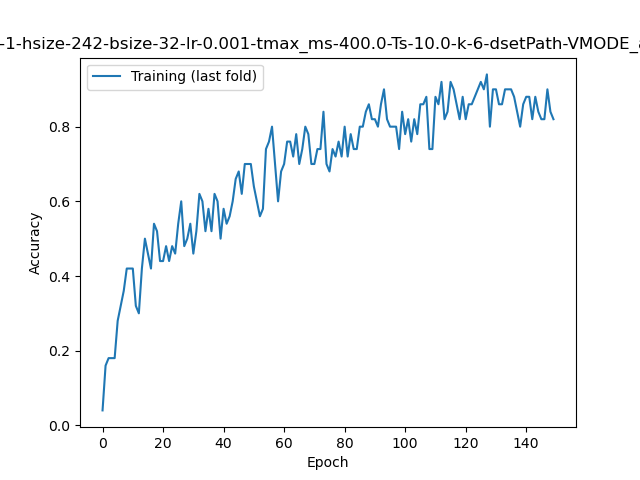 -1-hsize-242-bsize-32-lr-0.001-tmax_ms-400.0-Ts-10.0-k-6-dsetPath-VMODE_
Training (last fold)
0.8
0.6
0.4
0.2
0.0
Accuracy
0 20 40 60 80 100 120 140
Epoch